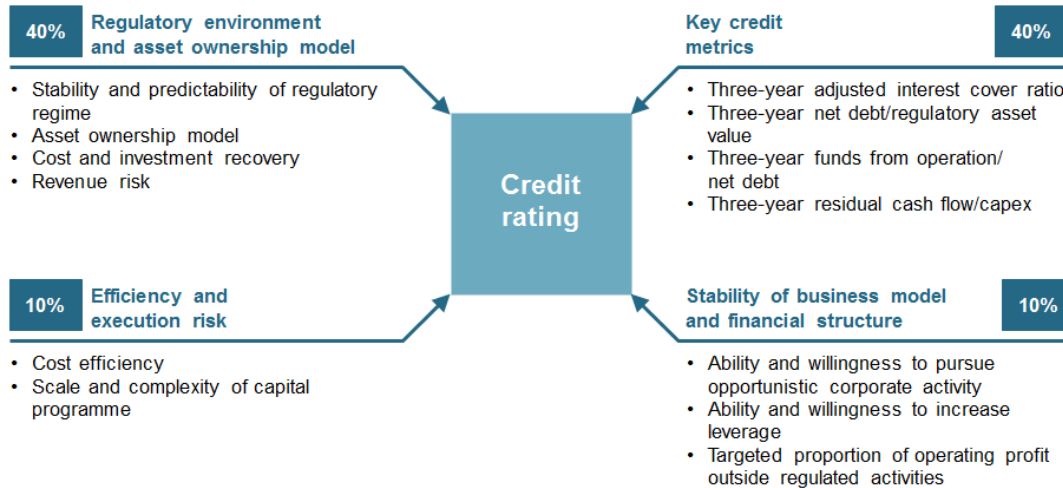 40%
Regulatory environment
and asset ownership model
• Stability and predictability of regulatory
regime
• Asset ownership model
• Cost and investment recovery
• Revenue risk
Key credit
metrics
40%
• Three-year adjusted interest cover ratio
• Three-year net debt/regulatory asset
value
• Three-year funds from operation/
net debt
• Three-year residual cash flow/capex
Credit
rating
10%
Efficiency and
execution risk
• Cost efficiency
• Scale and complexity of capital
programme
Stability of business model
and financial structure
10%
• Ability and willingness to pursue
opportunistic corporate activity
• Ability and willingness to increase
leverage
• Targeted proportion of operating profit
outside regulated activities